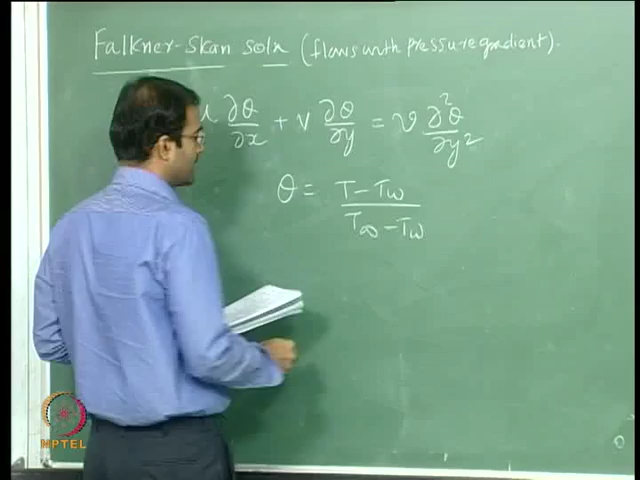 Falkner-Skan soln (flows with pressure gradient).
u ∂θ/∂x + v ∂θ/∂y = ν ∂²θ/∂y²
θ = (T - Tw)/(T∞ - Tw)
NPTEL